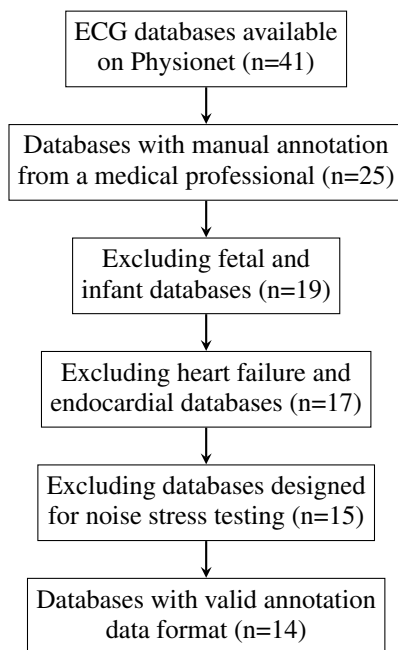 ECG databases available
on Physionet (n=41)
Databases with manual annotation
from a medical professional (n=25)
Excluding fetal and
infant databases (n=19)
Excluding heart failure and
endocardial databases (n=17)
Excluding databases designed
for noise stress testing (n=15)
Databases with valid annotation
data format (n=14)